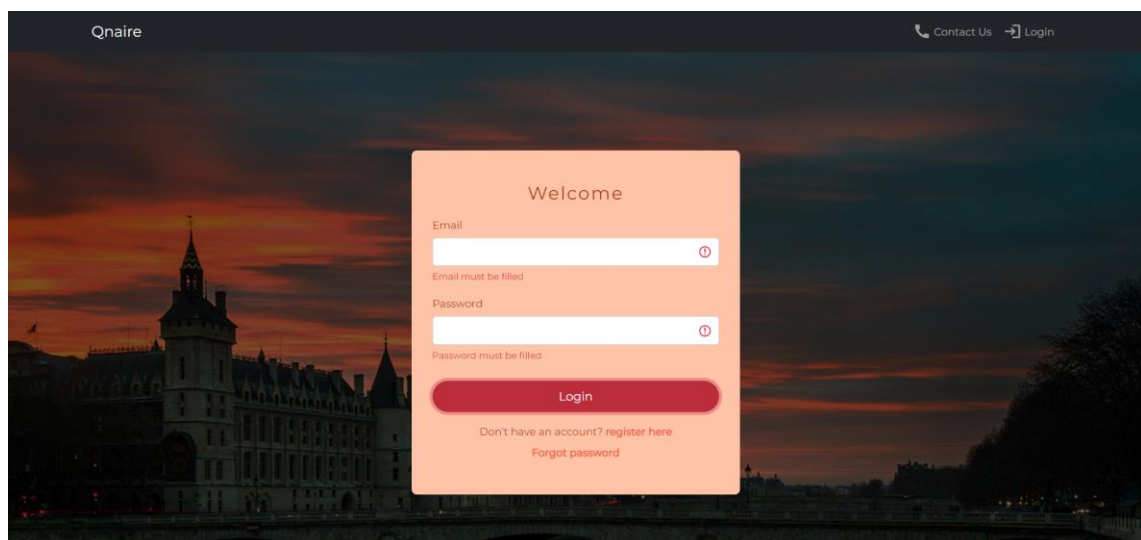 Qnaire
Contact Us Login
Welcome
Email
Email must be filled
Password
Password must be filled
Login
Don't have an account? register here
Forgot password